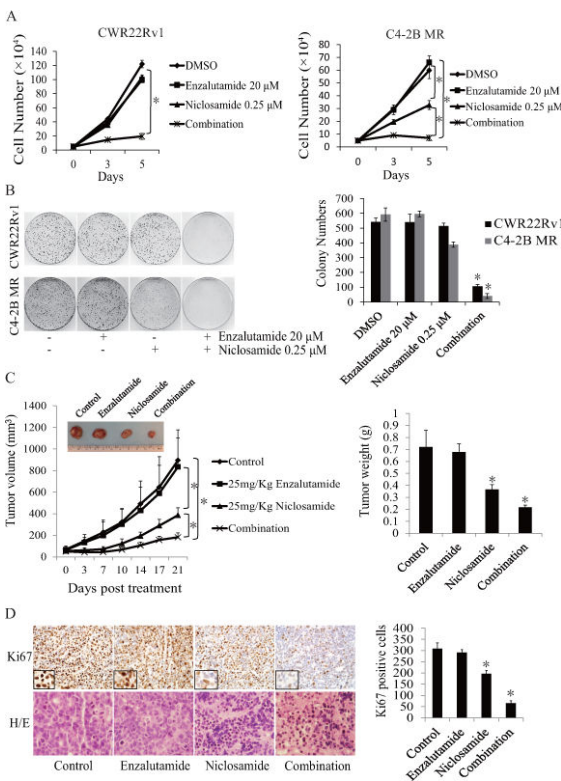 A
CWR22Rv1
C4-2B MR
Cell Number (×10⁴)
120
100
80
60
40
20
0
0 3 5
Days
DMSO
Enzalutamide 20 μM
Niclosamide 0.25 μM
Combination
*
Cell Number (×10⁴)
80
70
60
50
40
30
20
10
0
0 3 5
Days
DMSO
Enzalutamide 20 μM
Niclosamide 0.25 μM
Combination
*
*
*
B
CWR22Rv1
C4-2B MR
- + - + Enzalutamide 20 μM
- - + + Niclosamide 0.25 μM
Colony Numbers
700
600
500
400
300
200
100
0
CWR22Rv1
C4-2B MR
* *
DMSO
Enzalutamide 20 μM
Niclosamide 0.25 μM
Combination
C
Tumor volume (mm³)
1400
1200
1000
800
600
400
200
0
Control
Enzalutamide
Niclosamide
Combination
0 3 7 10 14 17 21
Days post treatment
Control
25mg/Kg Enzalutamide
25mg/Kg Niclosamide
Combination
*
*
*
Tumor weight (g)
1
0.9
0.8
0.7
0.6
0.5
0.4
0.3
0.2
0.1
0
*
*
Control
Enzalutamide
Niclosamide
Combination
D
Ki67
H/E
Control Enzalutamide Niclosamide Combination
Ki67 positive cells
400
350
300
250
200
150
100
50
0
*
*
Control
Enzalutamide
Niclosamide
Combination